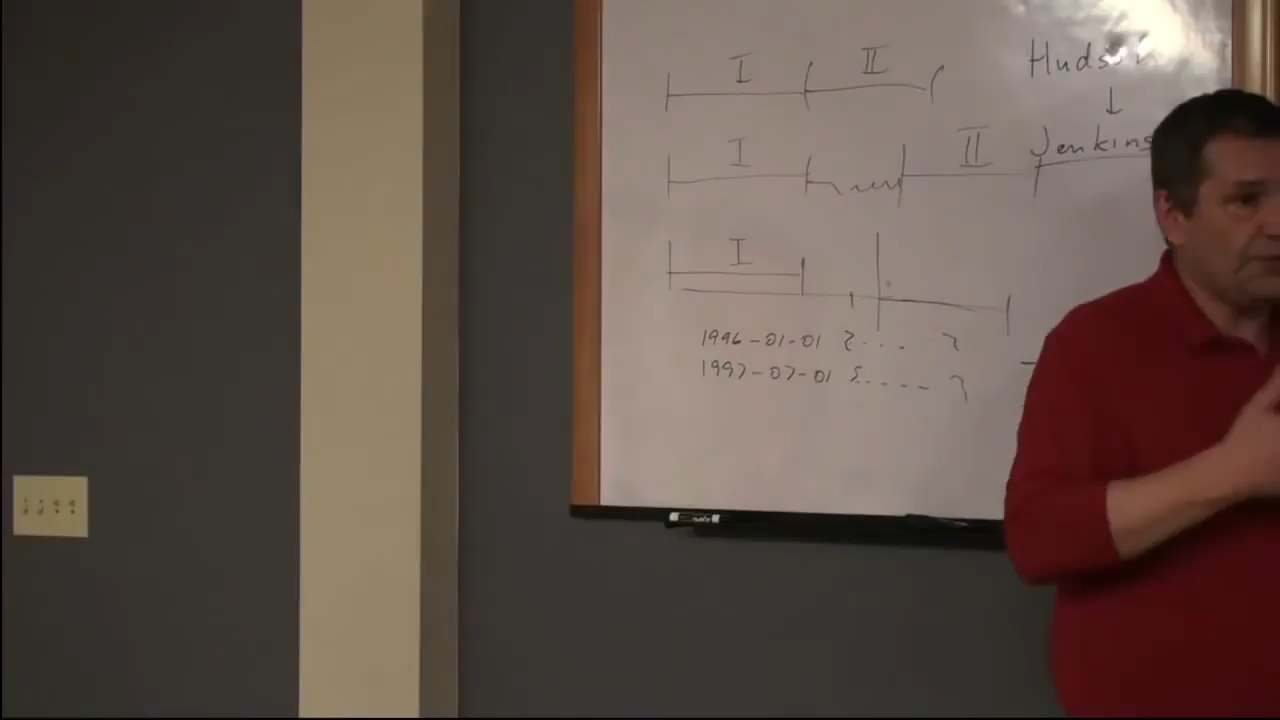 I II
Hudson
↓
I II
Jenkins
I
1996-01-01 {... }
1997-07-01 {..... }